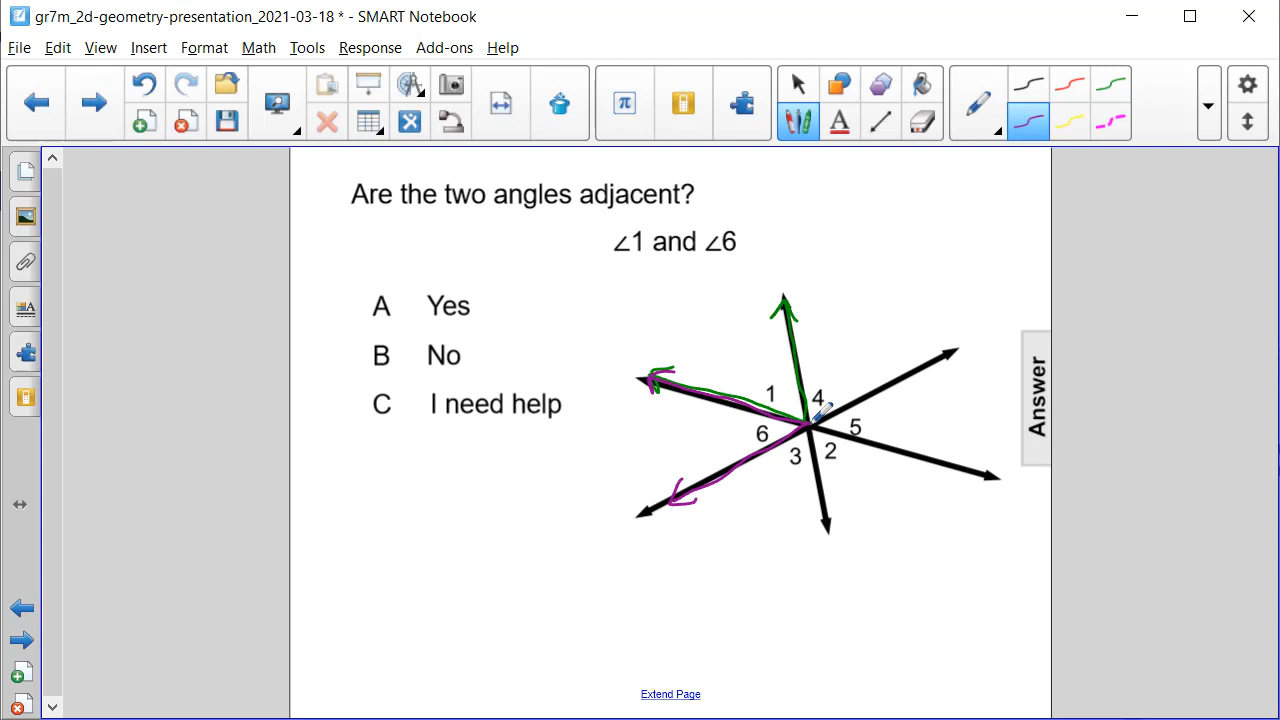 gr7m_2d-geometry-presentation_2021-03-18 * - SMART Notebook
File Edit View Insert Format Math Tools Response Add-ons Help
Are the two angles adjacent?
∠1 and ∠6
A Yes
B No
C I need help
1 4
6 5
3 2
Answer
Extend Page